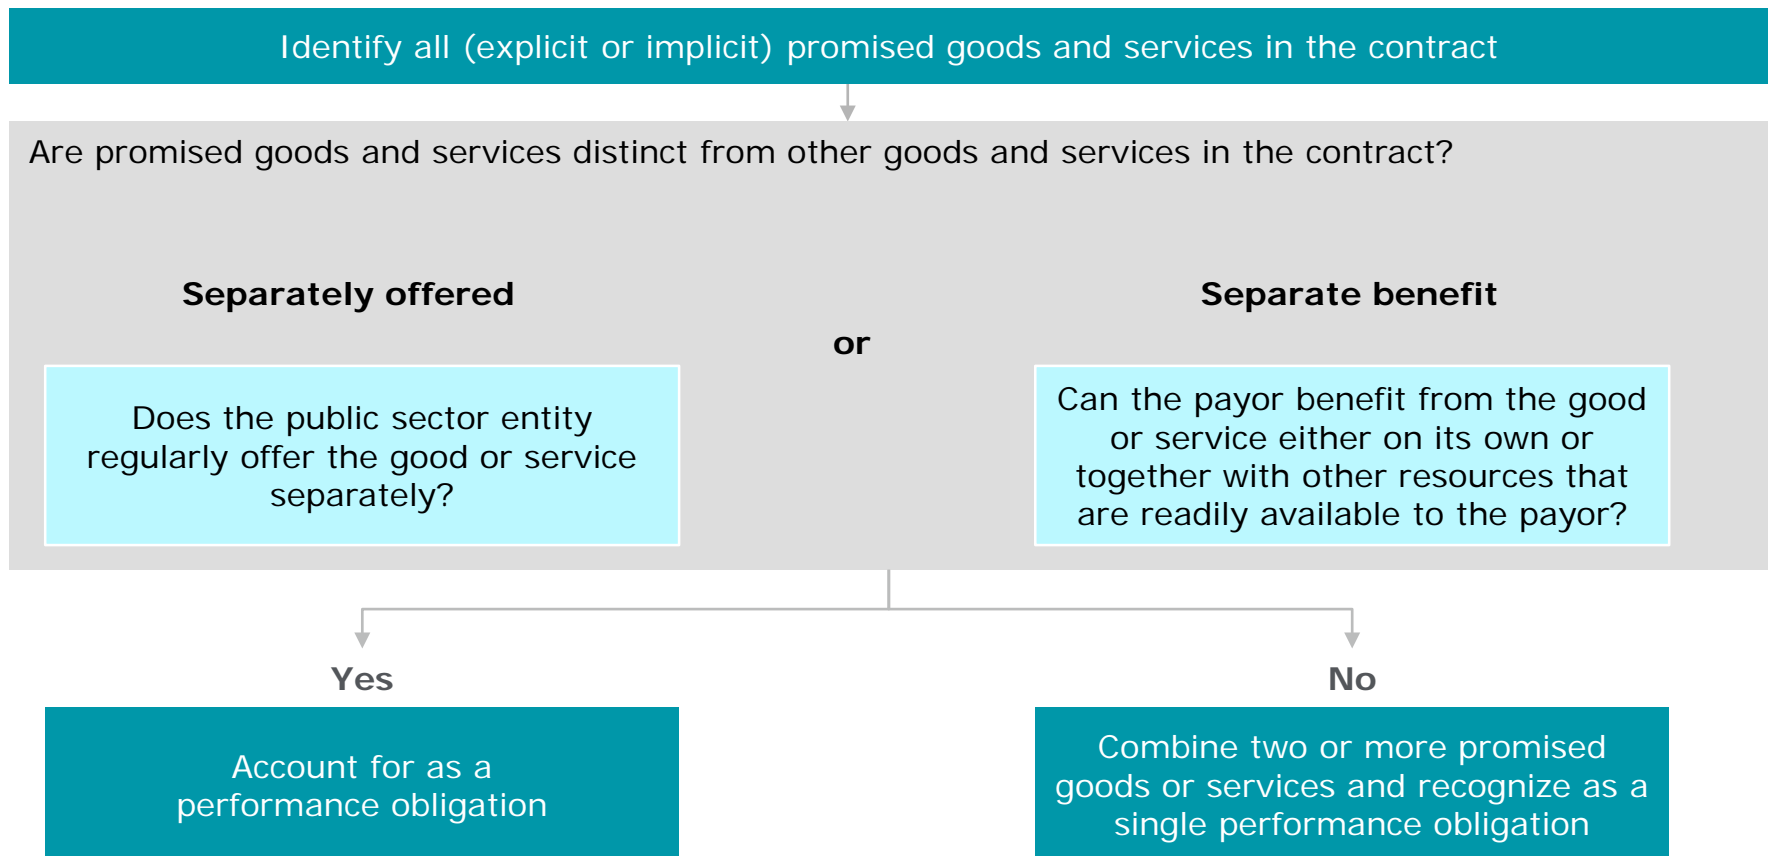 Identify all (explicit or implicit) promised goods and services in the contract
Are promised goods and services distinct from other goods and services in the contract?
Separately offered
or
Separate benefit
Does the public sector entity
regularly offer the good or service
separately?
Can the payor benefit from the good
or service either on its own or
together with other resources that
are readily available to the payor?
Yes
No
Account for as a
performance obligation
Combine two or more promised
goods or services and recognize as a
single performance obligation